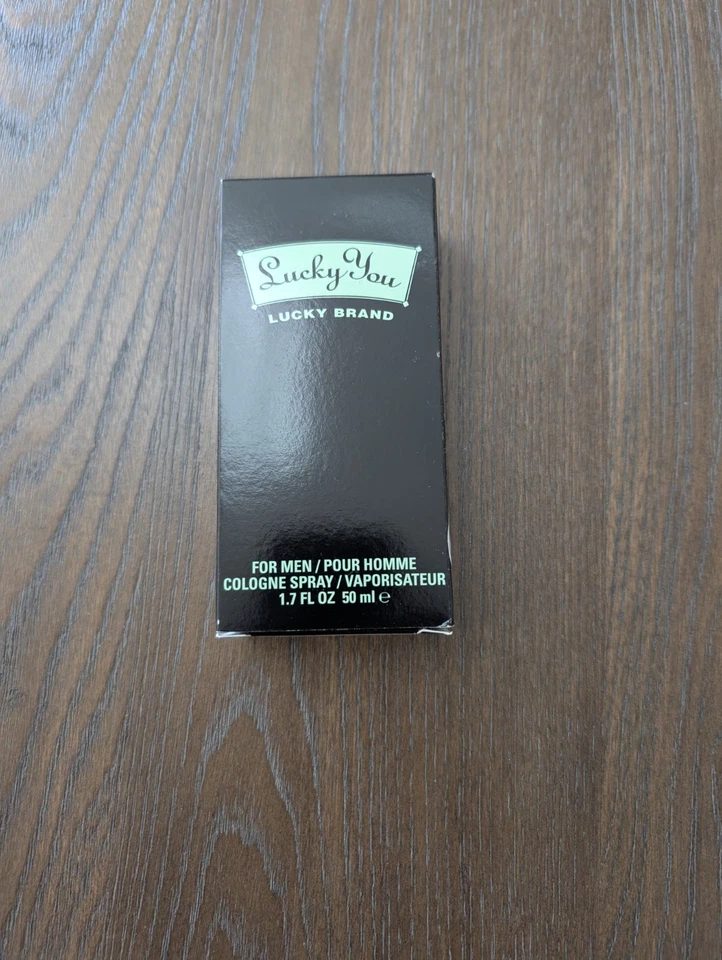 Lucky You
LUCKY BRAND
FOR MEN / POUR HOMME
COLOGNE SPRAY / VAPORISATEUR
1.7 FL OZ 50 ml ℮